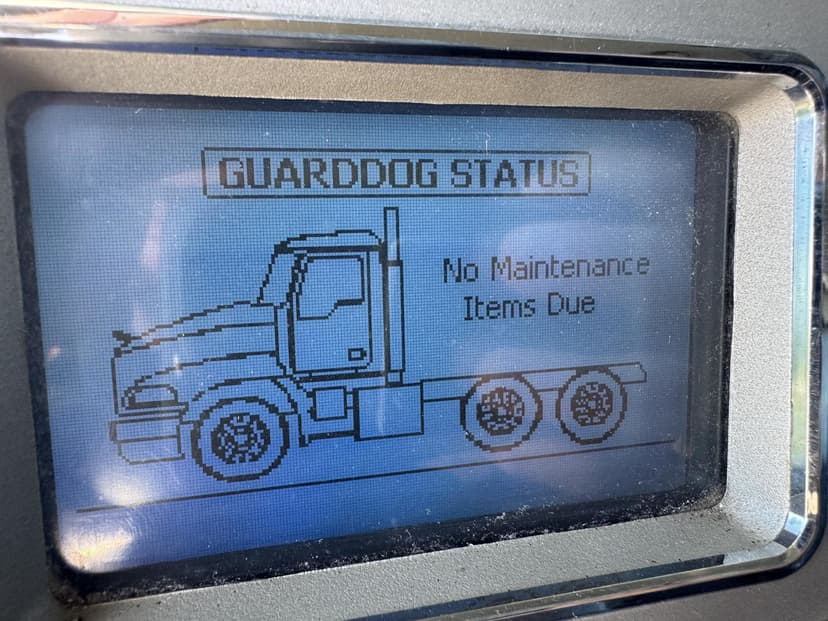 GUARDDOG STATUS
No Maintenance
Items Due